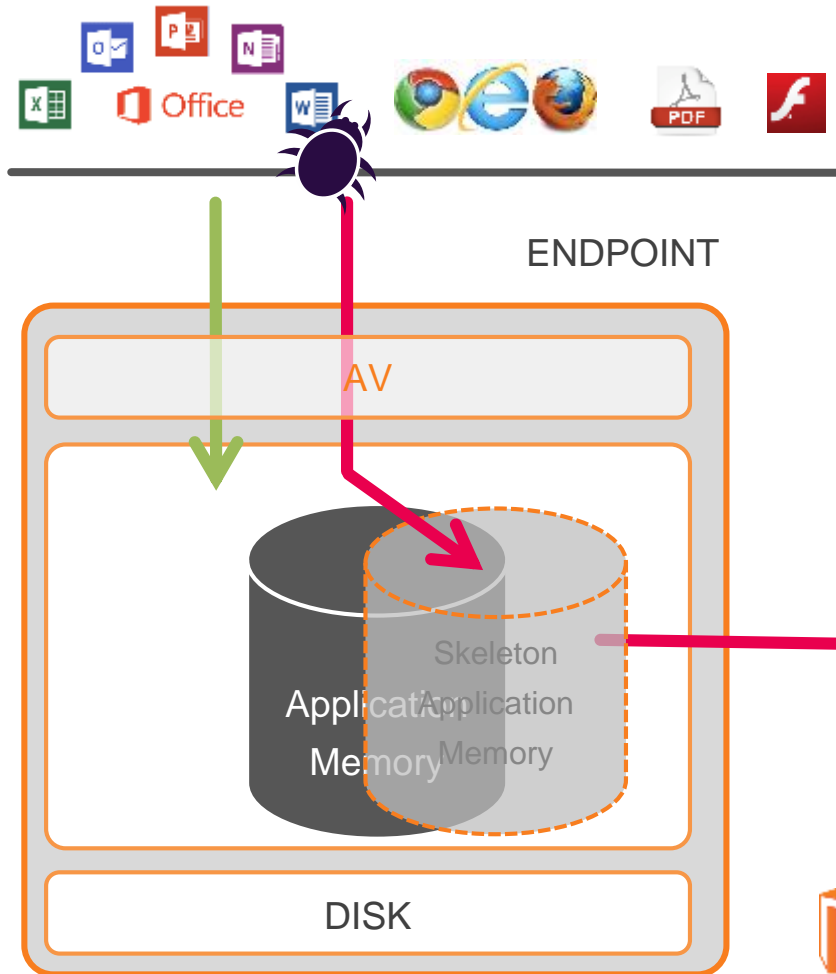 O
P
N
X
Office
W
e
PDF
ENDPOINT
AV
Skeleton
Application
Memory
Application
Memory
DISK